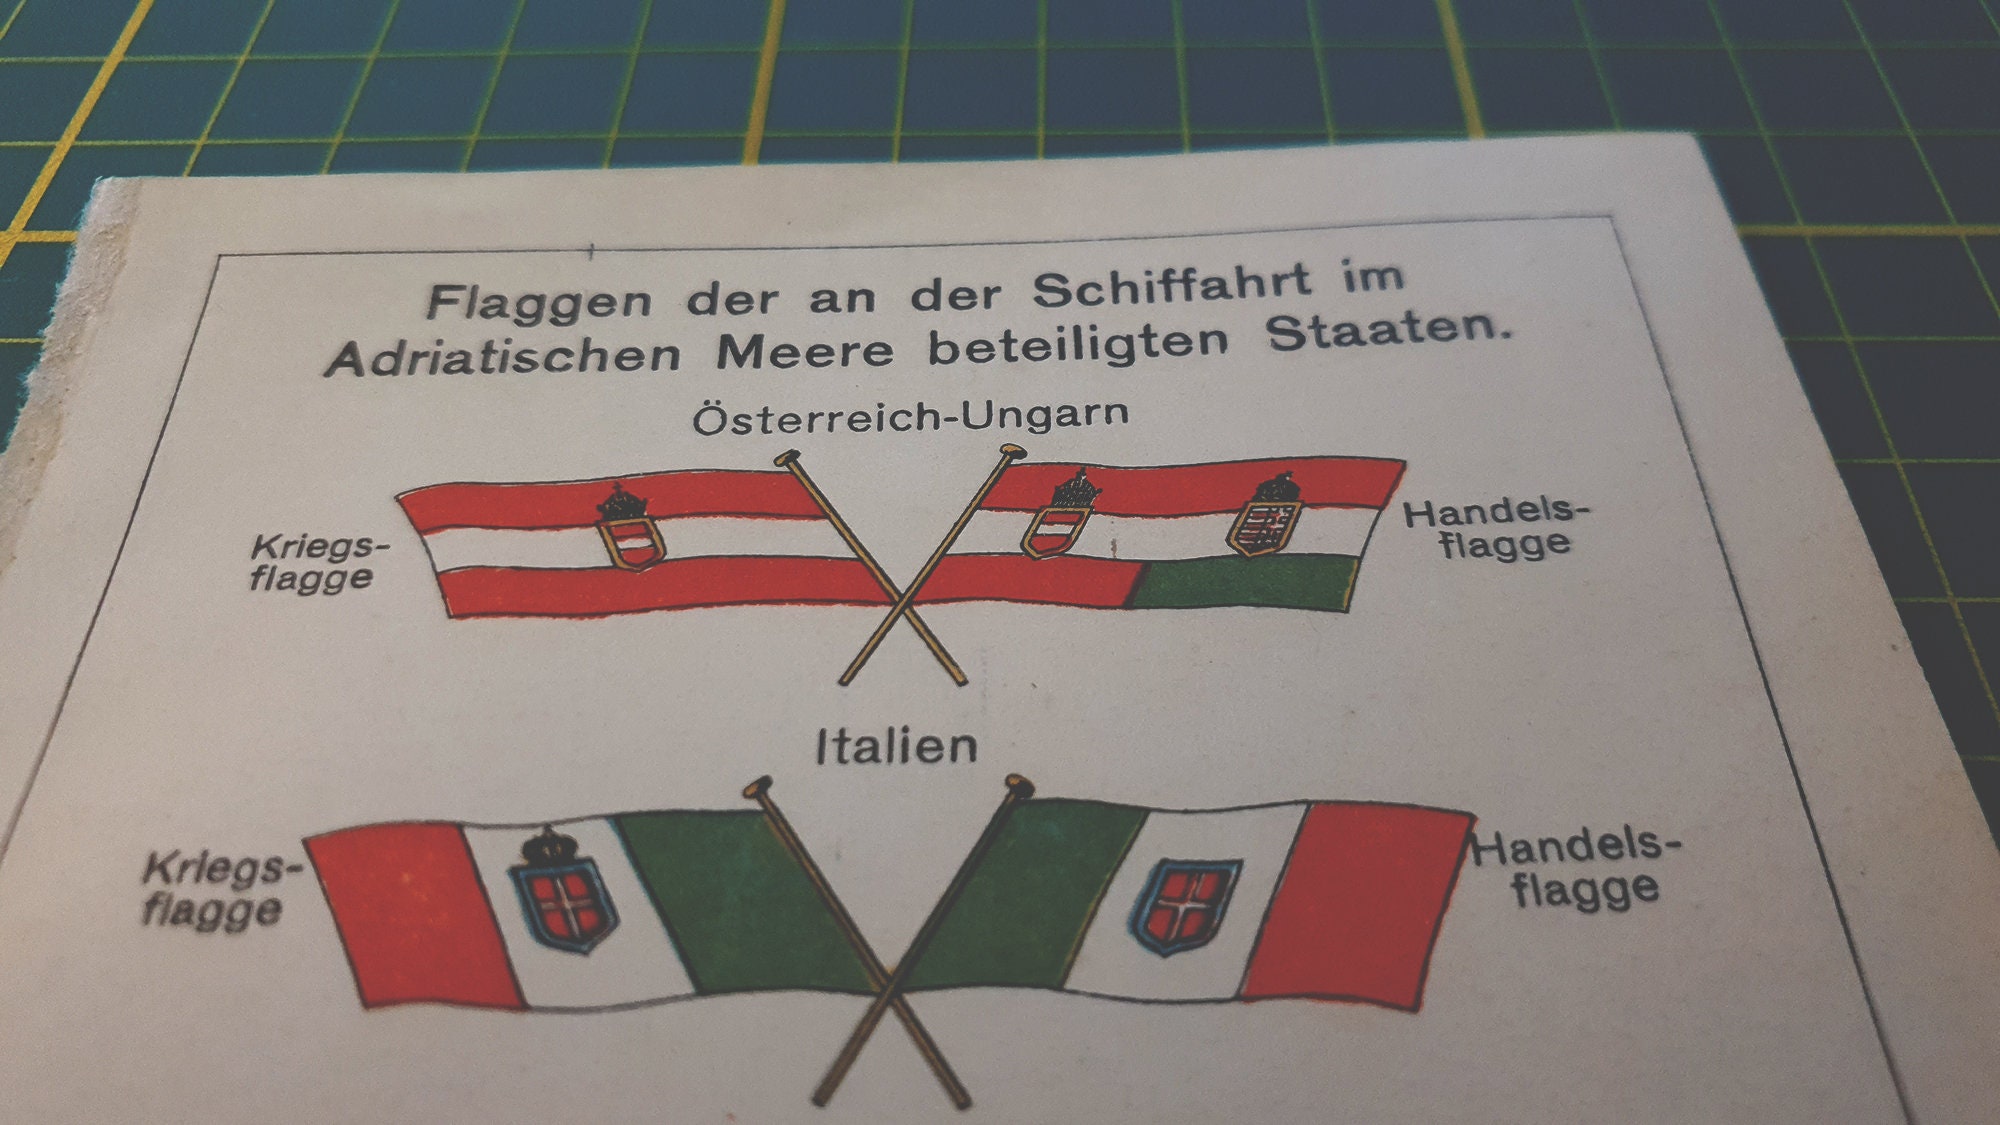 Flaggen der an der Schiffahrt im
Adriatischen Meere beteiligten Staaten.
Österreich-Ungarn
Kriegs-
flagge
Handels-
flagge
Italien
Kriegs-
flagge
Handels-
flagge